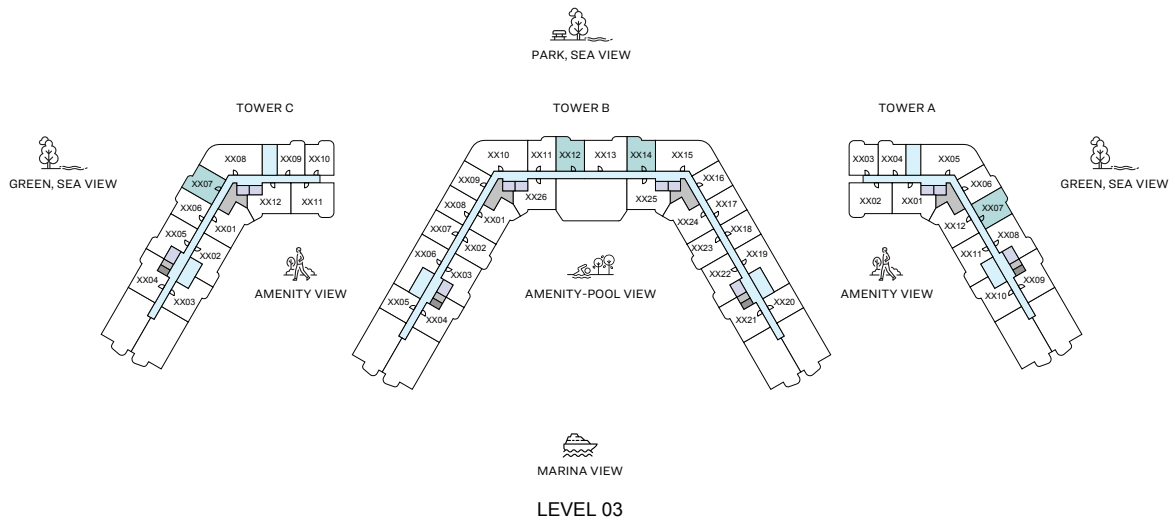 PARK, SEA VIEW
TOWER C
TOWER B
TOWER A
GREEN, SEA VIEW
GREEN, SEA VIEW
XX08
XX09
XX10
XX07
XX06
XX12
XX11
XX05
XX01
XX04
XX02
XX03
AMENITY VIEW
XX10
XX11
XX12
XX13
XX14
XX15
XX09
XX16
XX08
XX01
XX26
XX25
XX24
XX17
XX07
XX02
XX23
XX18
XX06
XX03
XX22
XX19
XX05
XX04
XX21
XX20
AMENITY-POOL VIEW
XX03
XX04
XX05
XX06
XX02
XX01
XX07
XX12
XX08
XX11
XX09
XX10
AMENITY VIEW
MARINA VIEW
LEVEL 03